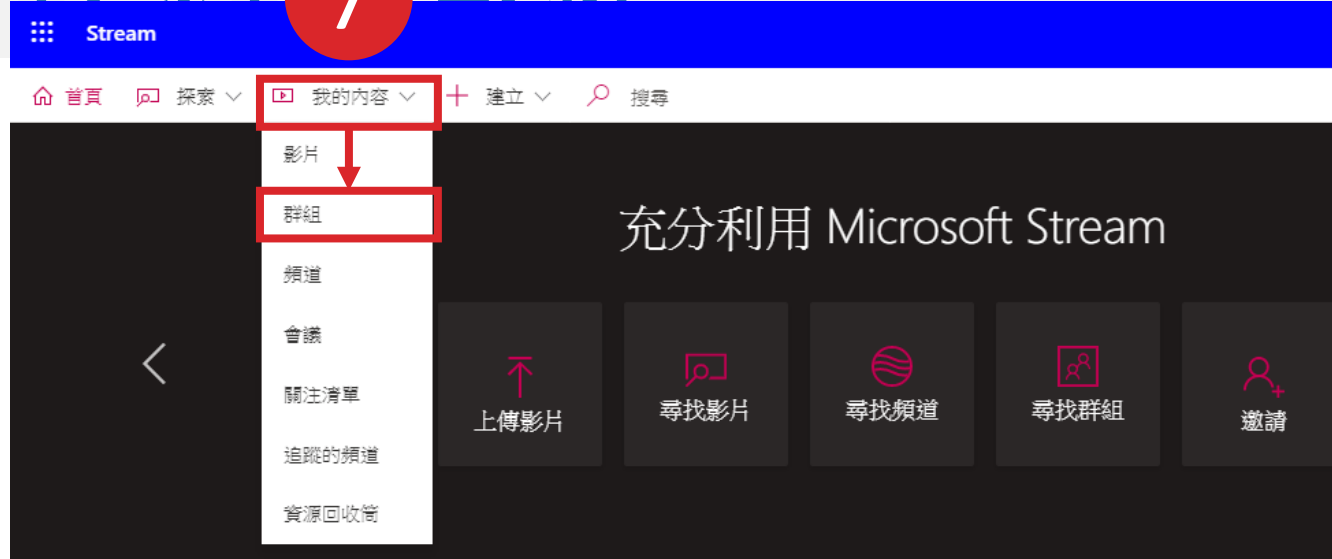 Stream
首頁 探索 我的內容 建立 搜尋
影片
群組
頻道
會議
關注清單
追蹤的頻道
資源回收筒
充分利用 Microsoft Stream
上傳影片 尋找影片 尋找頻道 尋找群組 邀請